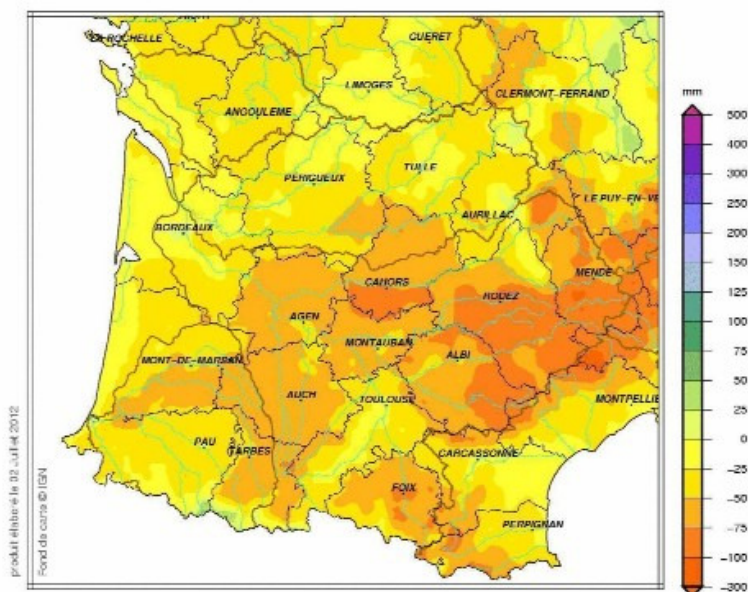 LA ROCHELLE
GUERET
LIMOGES
CLERMONT-FERRAND
ANGOULEME
PERIGUEUX
TULLE
AURILLAC
LE PUY-EN-VE
BORDEAUX
CAHORS
MENDE
RODEZ
AGEN
MONTAUBAN
ALBI
MONT-DE-MARSAN
AUCH
TOULOUSE
MONTPELLIE
PAU
TARBES
CARCASSONNE
FOIX
PERPIGNAN
mm
500
400
300
250
200
150
125
100
75
50
25
0
-25
-50
-75
-100
-300
produit élaboré le 02 Juillet 2012
Fond de carte © IGN